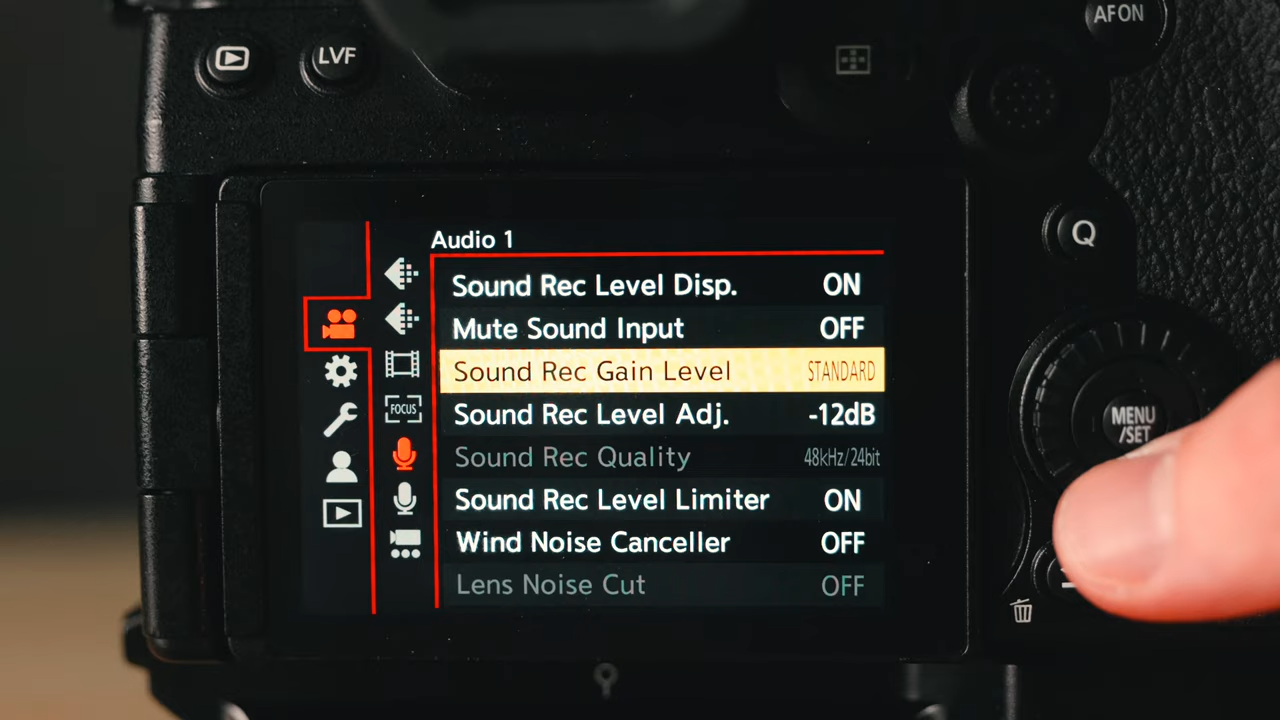 AF ON
LVF
Q
Audio 1
Sound Rec Level Disp. ON
Mute Sound Input OFF
Sound Rec Gain Level STANDARD
FOCUS
Sound Rec Level Adj. -12dB
MENU
/SET
Sound Rec Quality 48kHz/24bit
Sound Rec Level Limiter ON
Wind Noise Canceller OFF
Lens Noise Cut OFF